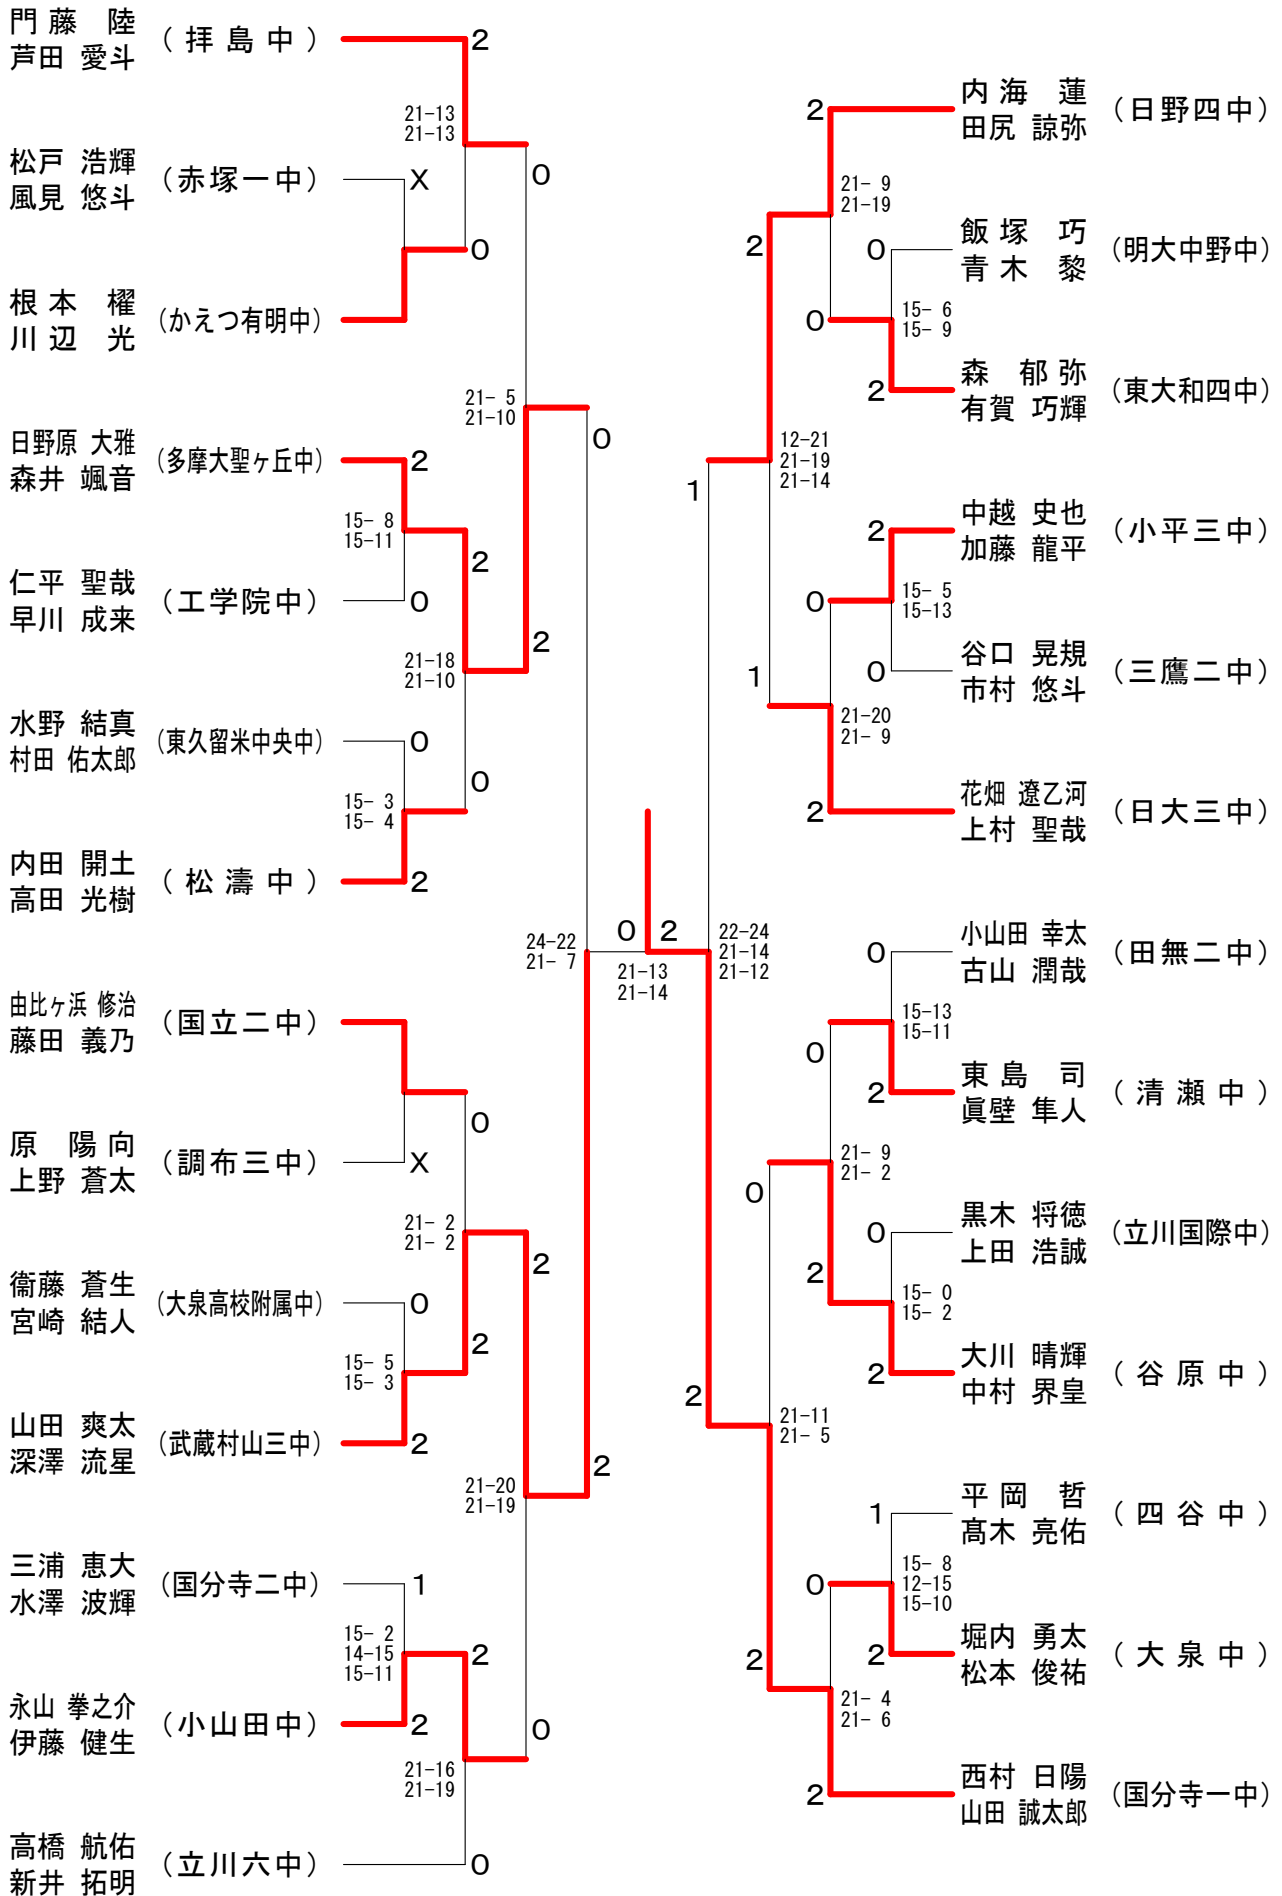 門藤 陸
芦田 愛斗
(拝島中)
2
21-13
21-13
松戸 浩輝
風見 悠斗
(赤塚一中)
X
0
0
根本 櫂
川辺 光
(かえつ有明中)
21- 5
21-10
0
日野原 大雅
森井 颯音
(多摩大聖ヶ丘中)
2
15- 8
15-11
2
仁平 聖哉
早川 成来
(工学院中)
0
2
21-18
21-10
水野 結真
村田 佑太郎
(東久留米中央中)
0
0
15- 3
15- 4
内田 開土
高田 光樹
(松濤中)
2
24-22
21- 7
0
2
21-13
21-14
由比ヶ浜 修治
藤田 義乃
(国立二中)
0
原 陽向
上野 蒼太
(調布三中)
X
21- 2
21- 2
2
衞藤 蒼生
宮崎 結人
(大泉高校附属中)
0
2
15- 5
15- 3
山田 爽太
深澤 流星
(武蔵村山三中)
2
2
21-20
21-19
三浦 恵大
水澤 波輝
(国分寺二中)
1
15- 2
14-15
15-11
2
永山 拳之介
伊藤 健生
(小山田中)
2
0
21-16
21-19
高橋 航佑
新井 拓明
(立川六中)
0
2
内海 蓮
田尻 諒弥
(日野四中)
21- 9
21-19
2
0
飯塚 巧
青木 黎
(明大中野中)
0
15- 6
15- 9
2
森 郁弥
有賀 巧輝
(東大和四中)
12-21
21-19
21-14
1
2
中越 史也
加藤 龍平
(小平三中)
0
15- 5
15-13
1
0
谷口 晃規
市村 悠斗
(三鷹二中)
21-20
21- 9
2
花畑 遼乙河
上村 聖哉
(日大三中)
22-24
21-14
21-12
0
小山田 幸太
古山 潤哉
(田無二中)
15-13
15-11
0
2
東島 司
眞壁 隼人
(清瀬中)
21- 9
21- 2
0
0
黒木 将徳
上田 浩誠
(立川国際中)
2
15- 0
15- 2
2
大川 晴輝
中村 界皇
(谷原中)
2
21-11
21- 5
1
平岡 哲
髙木 亮佑
(四谷中)
0
15- 8
12-15
15-10
2
2
堀内 勇太
松本 俊祐
(大泉中)
21- 4
21- 6
2
西村 日陽
山田 誠太郎
(国分寺一中)